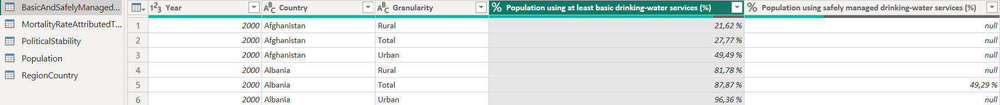 BasicAndSafelyManaged...
MortalityRateAttributedT...
PoliticalStability
Population
RegionCountry
1²3 Year ABC Country ABC Granularity % Population using at least basic drinking-water services (%) % Population using safely managed drinking-water services (%)
1 2000 Afghanistan Rural 21,62 % null
2 2000 Afghanistan Total 27,77 % null
3 2000 Afghanistan Urban 49,49 % null
4 2000 Albania Rural 81,78 % null
5 2000 Albania Total 87,87 % 49,29 %
6 2000 Albania Urban 96,36 % null